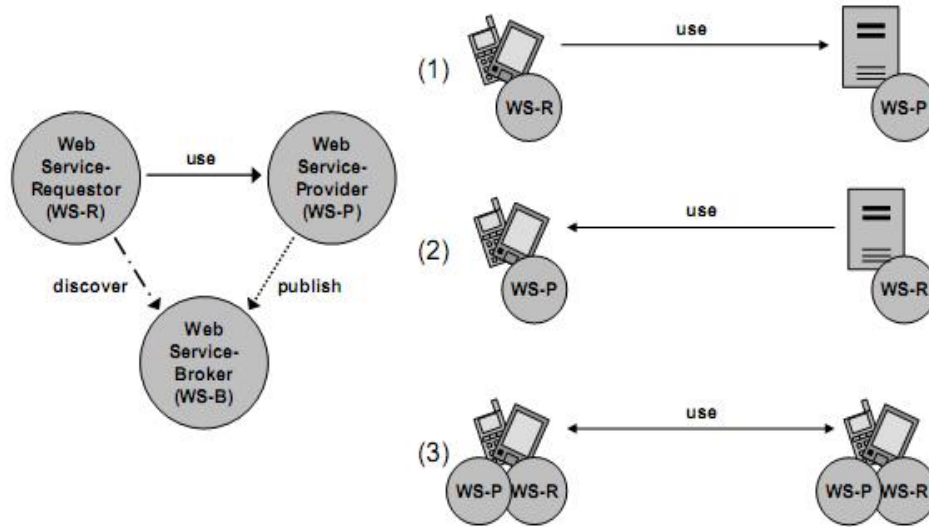 Web
Service-
Requestor
(WS-R)
use
Web
Service-
Provider
(WS-P)
discover
publish
Web
Service-
Broker
(WS-B)
(1)
WS-R
use
WS-P
(2)
WS-P
use
WS-R
(3)
WS-P
WS-R
use
WS-P
WS-R